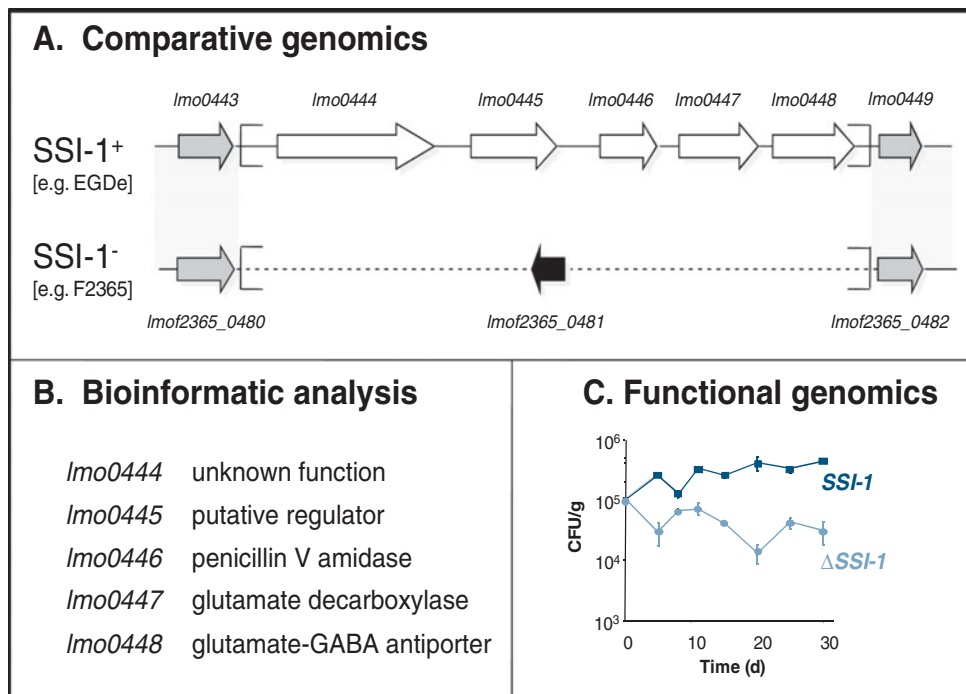 A. Comparative genomics
lmo0443 lmo0444 lmo0445 lmo0446 lmo0447 lmo0448 lmo0449
SSI-1+
[e.g. EGDe]
SSI-1-
[e.g. F2365]
lmof2365_0480 lmof2365_0481 lmof2365_0482
B. Bioinformatic analysis
lmo0444 unknown function
lmo0445 putative regulator
lmo0446 penicillin V amidase
lmo0447 glutamate decarboxylase
lmo0448 glutamate-GABA antiporter
C. Functional genomics
10^6
10^5
10^4
10^3
CFU/g
SSI-1
ΔSSI-1
0 10 20 30
Time (d)